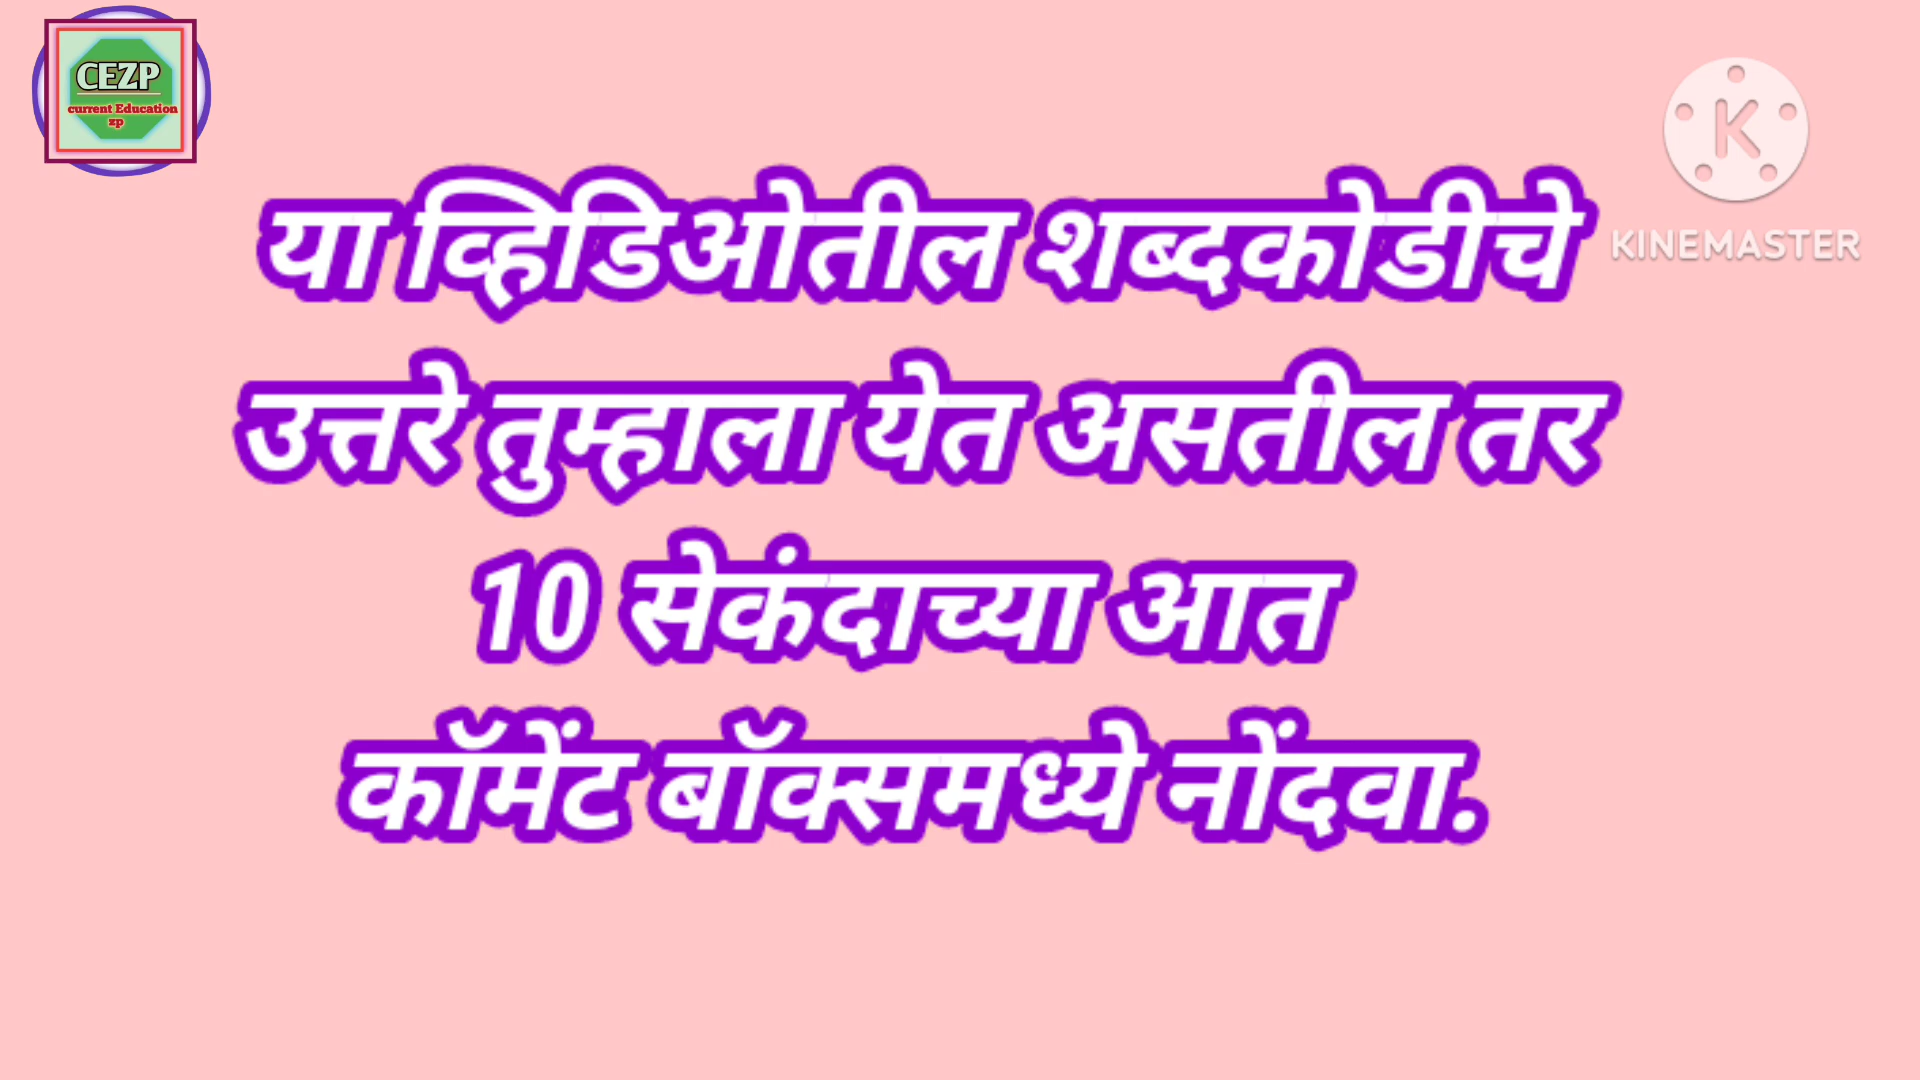 CEZP
current Education
zp
KINEMASTER
या व्हिडिओतील शब्दकोडीचे
उत्तरे तुम्हाला येत असतील तर
10 सेकंदाच्या आत
कॉमेंट बॉक्समध्ये नोंदवा.